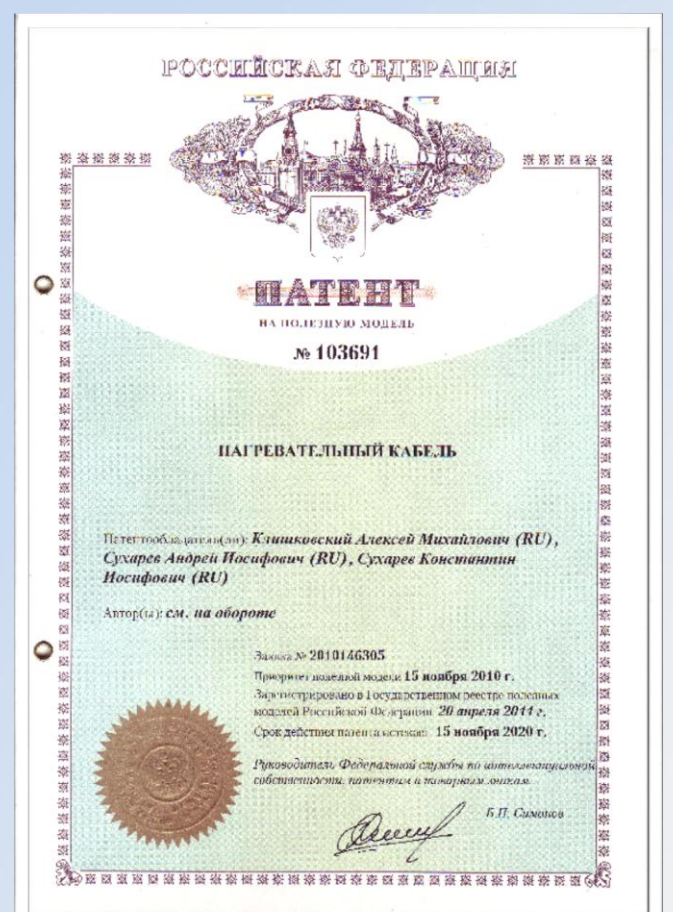 РОССИЙСКАЯ ФЕДЕРАЦИЯ
ПАТЕНТ
НА ПОЛЕЗНУЮ МОДЕЛЬ
№ 103691
НАГРЕВАТЕЛЬНЫЙ КАБЕЛЬ
Патентообладатель(ли): Клишковский Алексей Михайлович (RU),
Сухарев Андрей Иосифович (RU), Сухарев Константин
Иосифович (RU)
Автор(ы): см. на обороте
Заявка № 2010146305
Приоритет полезной модели 15 ноября 2010 г.
Зарегистрировано в Государственном реестре полезных
моделей Российской Федерации 20 апреля 2011 г.
Срок действия патента истекает 15 ноября 2020 г.
Руководитель Федеральной службы по интеллектуальной
собственности, патентам и товарным знакам
Б.П. Симонов